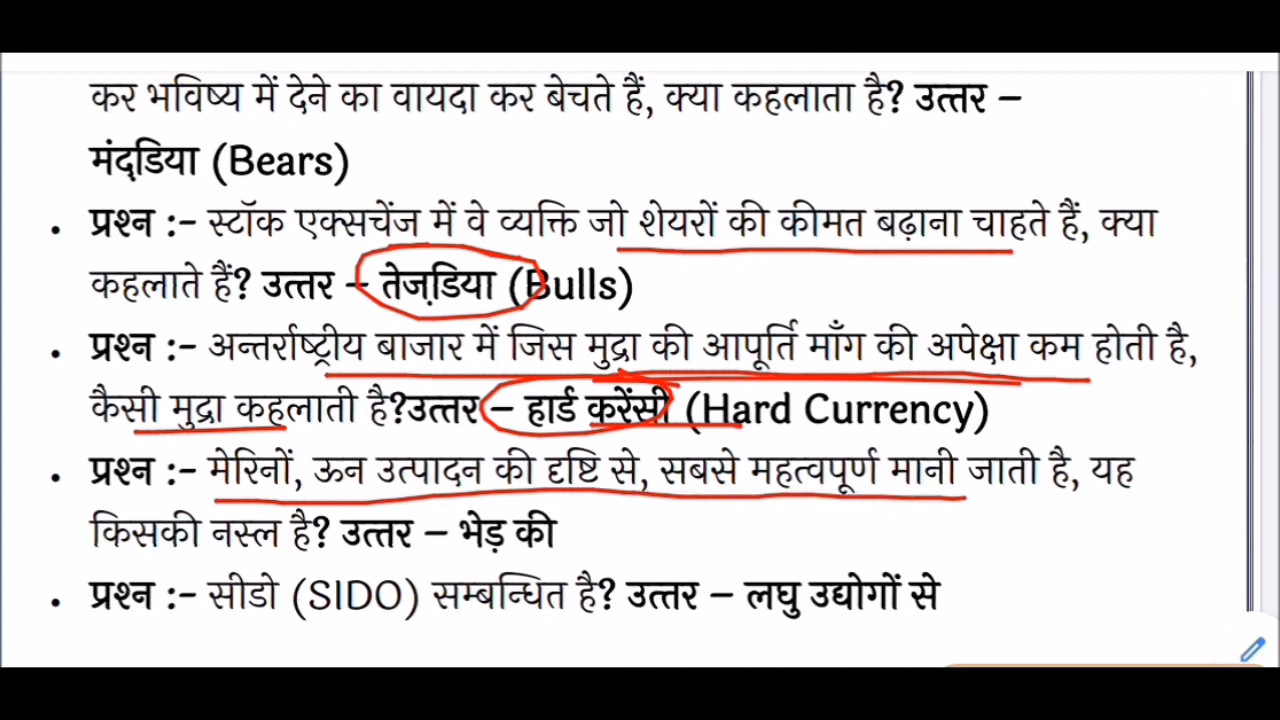 कर भविष्य में देने का वायदा कर बेचते हैं, क्या कहलाता है? उत्तर –
मंदड़िया (Bears)
• प्रश्न :- स्टॉक एक्सचेंज में वे व्यक्ति जो शेयरों की कीमत बढ़ाना चाहते हैं, क्या
कहलाते हैं? उत्तर – तेजड़िया (Bulls)
• प्रश्न :- अन्तर्राष्ट्रीय बाजार में जिस मुद्रा की आपूर्ति माँग की अपेक्षा कम होती है,
कैसी मुद्रा कहलाती है?उत्तर – हार्ड करेंसी (Hard Currency)
• प्रश्न :- मेरिनों, ऊन उत्पादन की दृष्टि से, सबसे महत्वपूर्ण मानी जाती है, यह
किसकी नस्ल है? उत्तर – भेड़ की
• प्रश्न :- सीडो (SIDO) सम्बन्धित है? उत्तर – लघु उद्योगों से